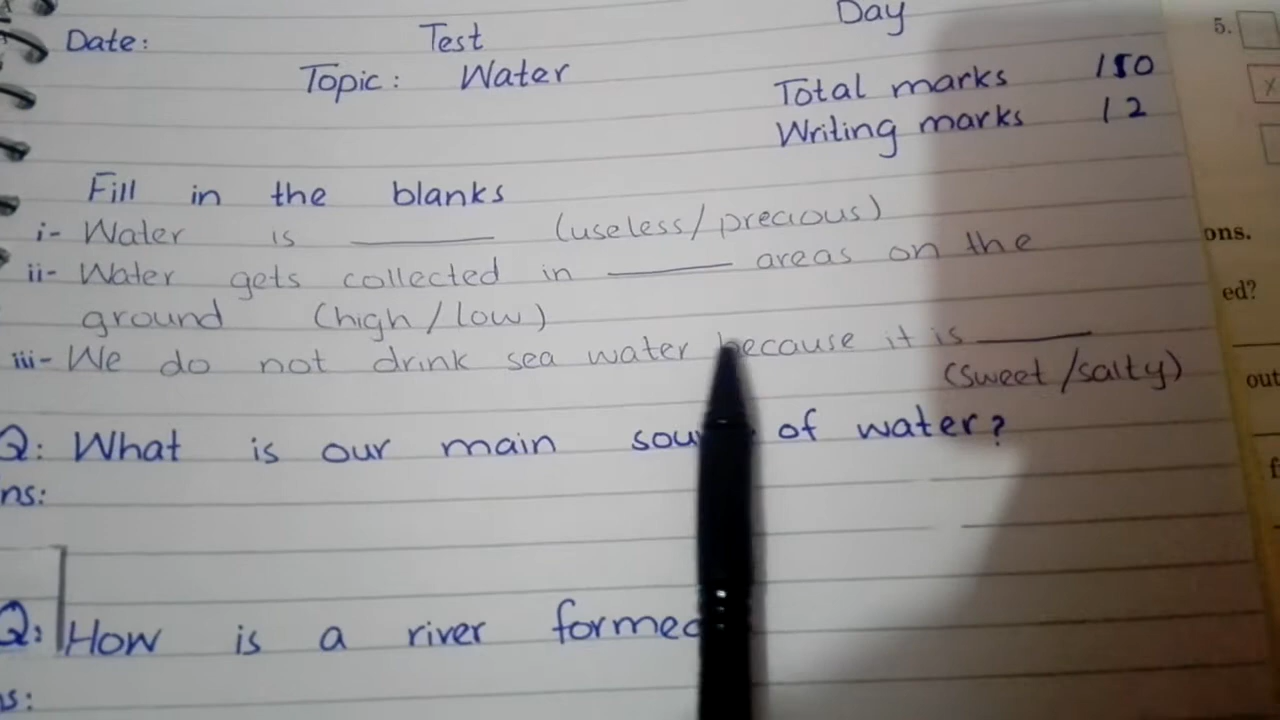 Date: Test Day
Topic: Water
Total marks 150
Writing marks 12
Fill in the blanks
i- Water is ______ (useless/precious)
ii- Water gets collected in ______ areas on the
ground (high/low)
iii- We do not drink sea water because it is ______
(sweet/salty)
Q: What is our main of water?
ns:
Q: How is a river formed
s:
5.
ons.
ed?
out
f